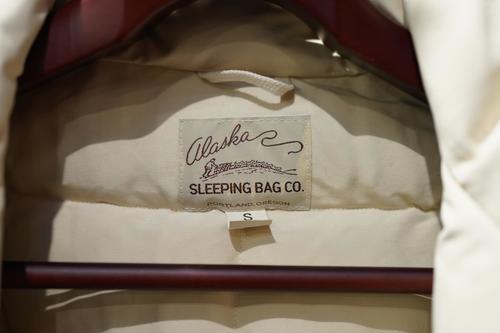 Alaska
SLEEPING BAG CO.
PORTLAND, OREGON
S